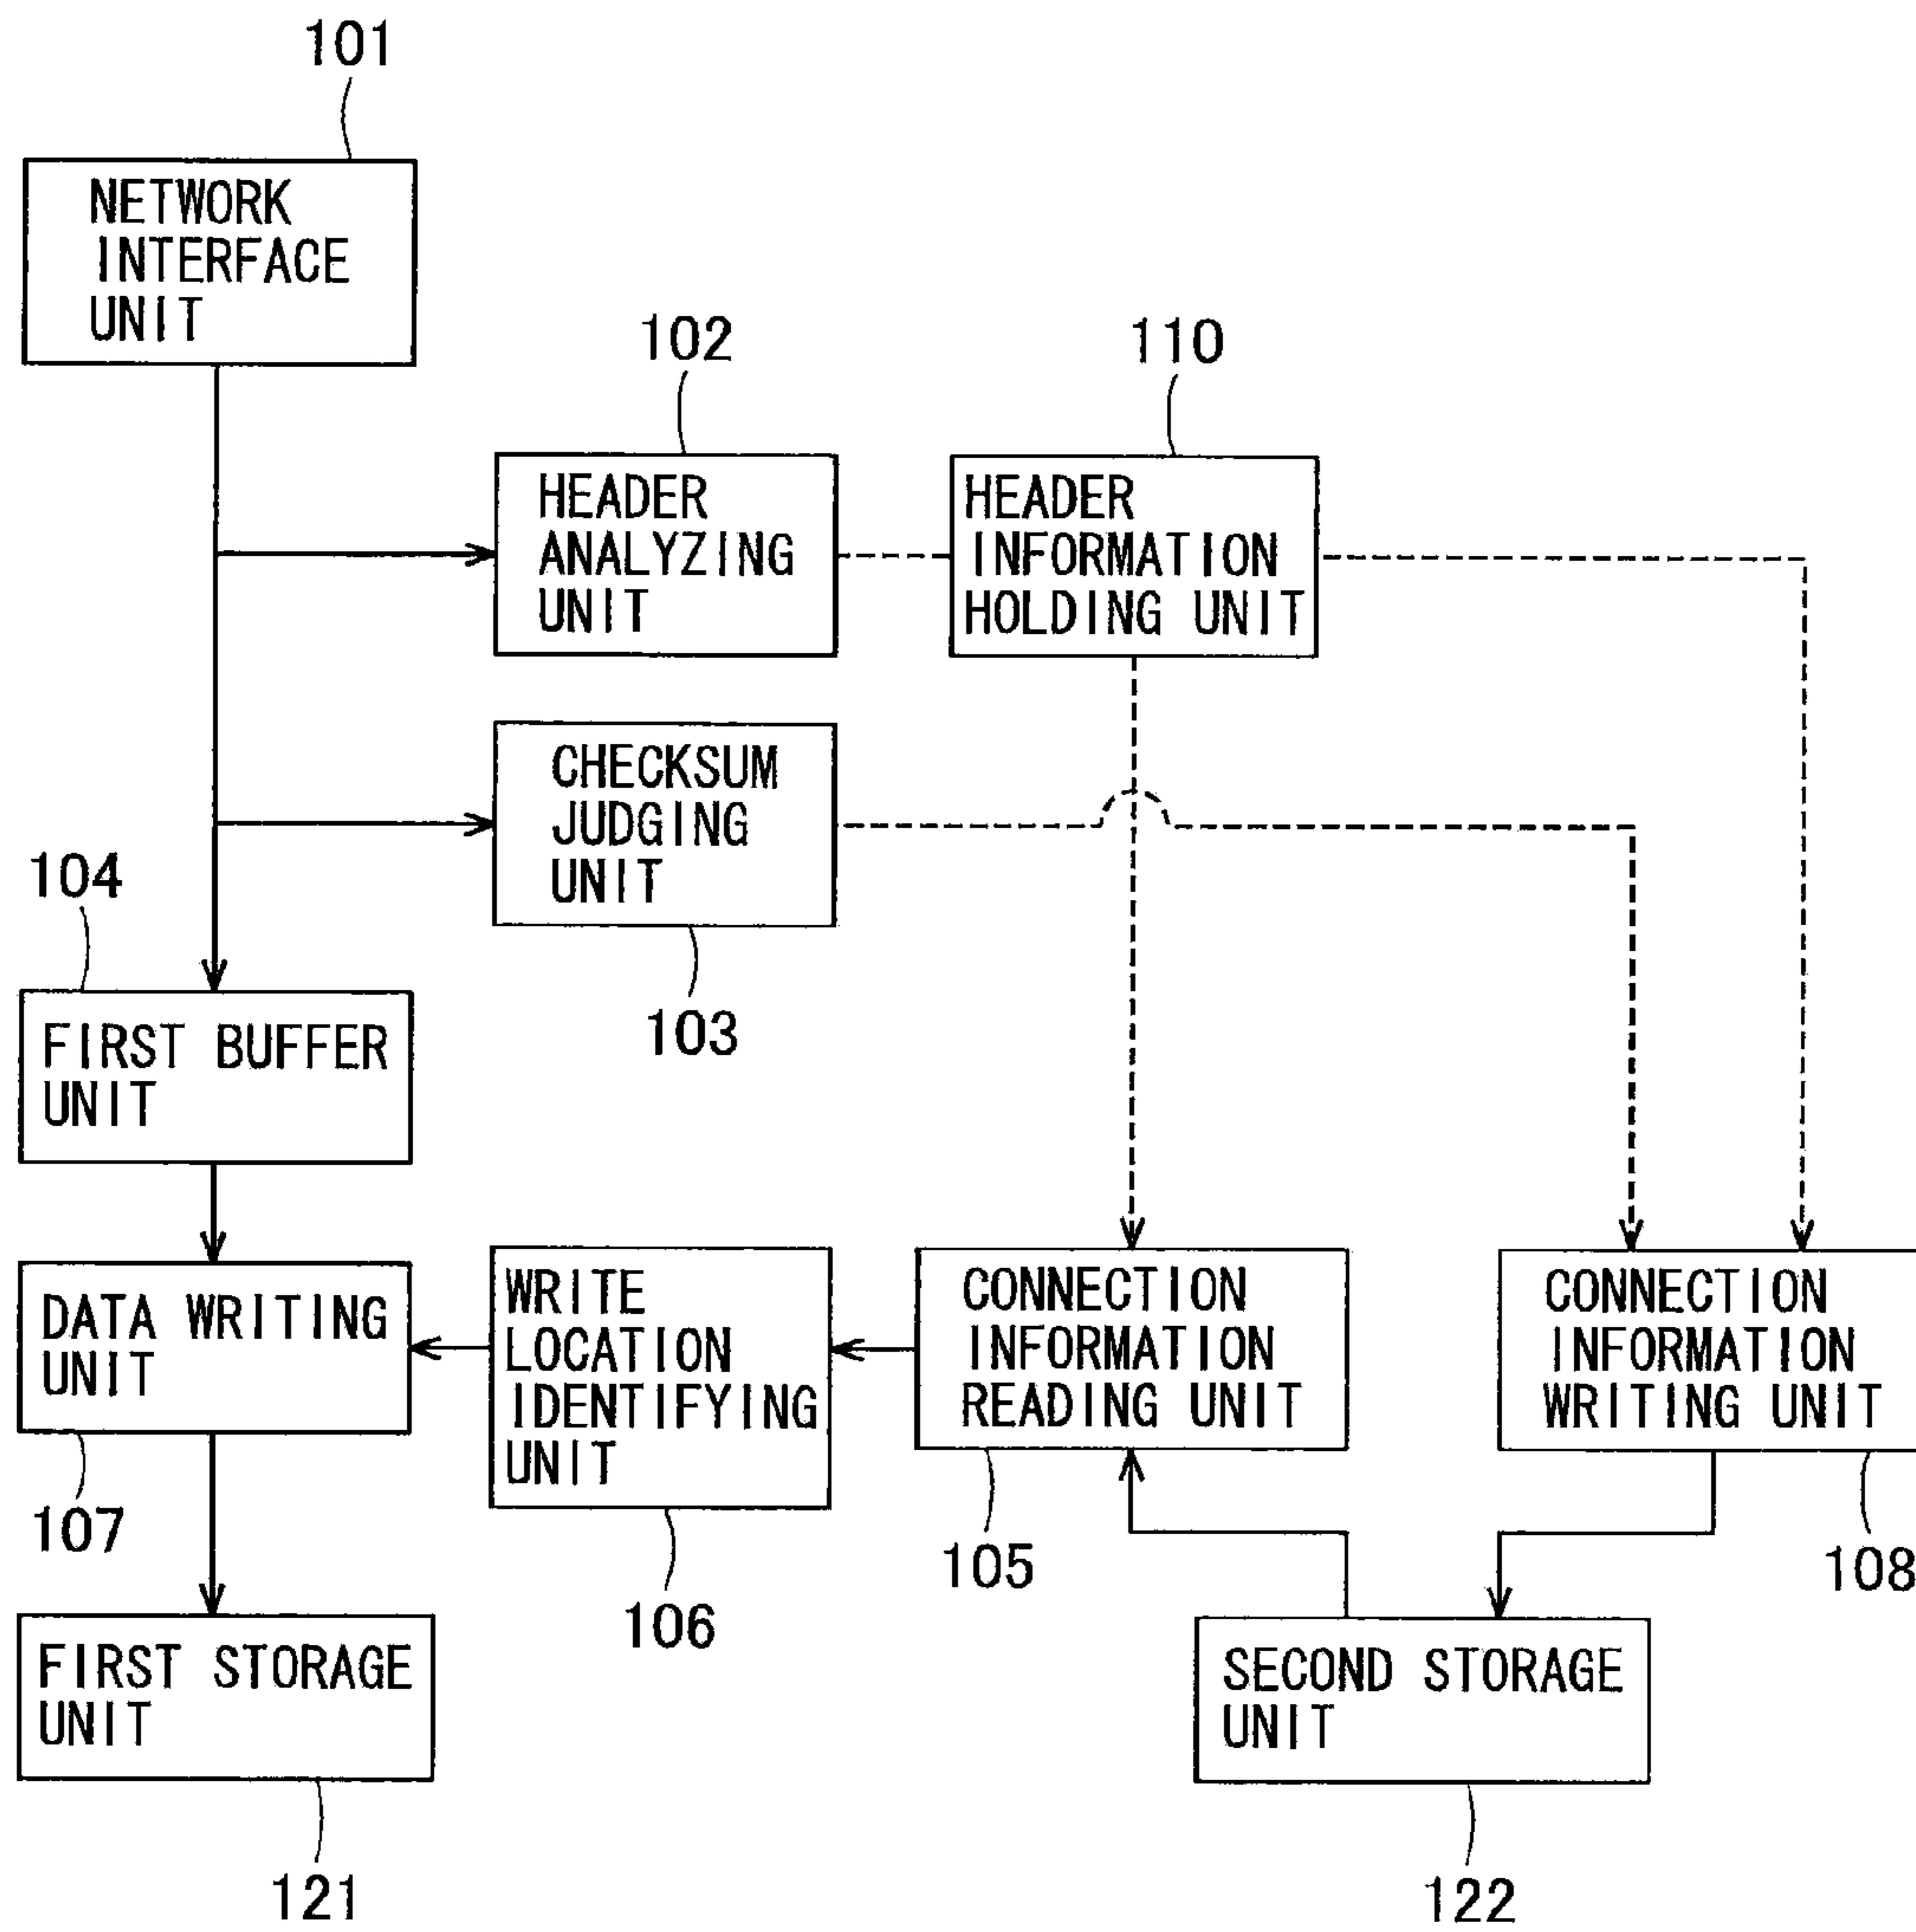 101
NETWORK
INTERFACE
UNIT
102
110
HEADER
ANALYZING
UNIT
HEADER
INFORMATION
HOLDING UNIT
CHECKSUM
JUDGING
UNIT
103
104
FIRST BUFFER
UNIT
DATA WRITING
UNIT
107
WRITE
LOCATION
IDENTIFYING
UNIT
106
CONNECTION
INFORMATION
READING UNIT
105
CONNECTION
INFORMATION
WRITING UNIT
108
FIRST STORAGE
UNIT
121
SECOND STORAGE
UNIT
122